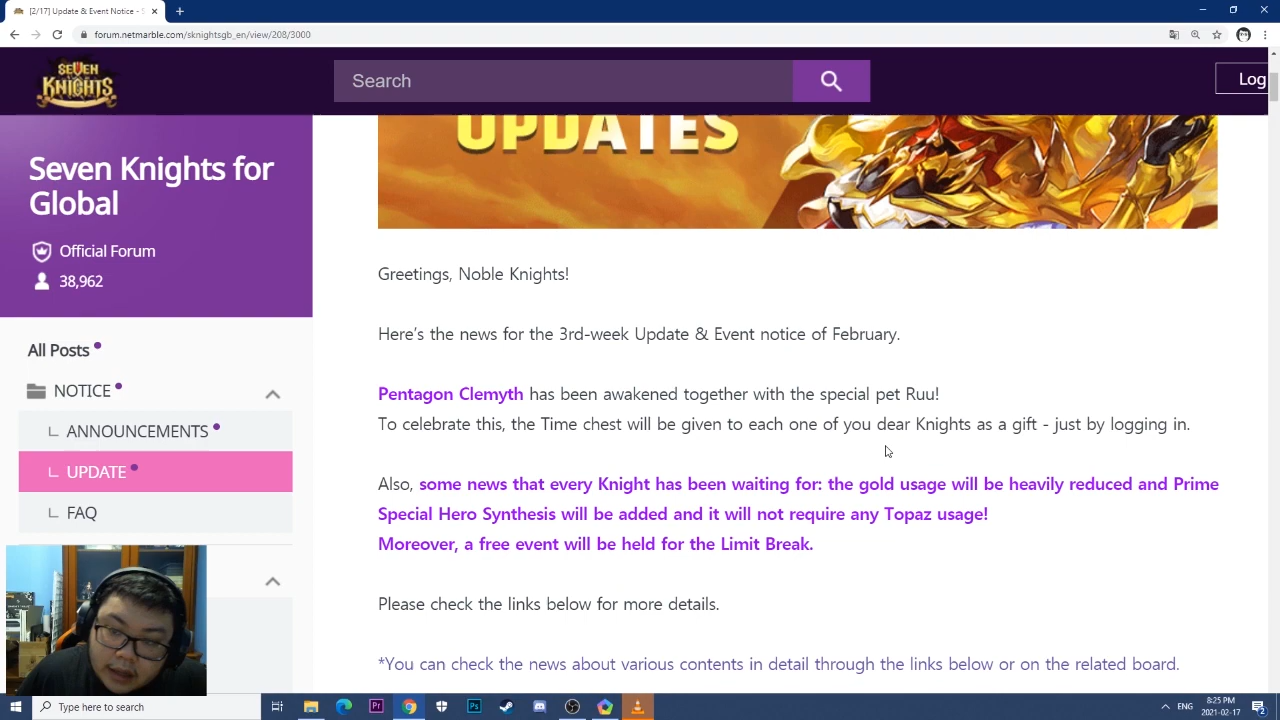 [2/17] Update & Event Notice - S
forum.netmarble.com/sknightsgb_en/view/208/3000
SEVEN
KNIGHTS
Search
Log
UPDATES
Seven Knights for
Global
Official Forum
38,962
All Posts
NOTICE
ANNOUNCEMENTS
UPDATE
FAQ
Greetings, Noble Knights!
Here's the news for the 3rd-week Update & Event notice of February.
Pentagon Clemyth has been awakened together with the special pet Ruu!
To celebrate this, the Time chest will be given to each one of you dear Knights as a gift - just by logging in.
Also, some news that every Knight has been waiting for: the gold usage will be heavily reduced and Prime
Special Hero Synthesis will be added and it will not require any Topaz usage!
Moreover, a free event will be held for the Limit Break.
Please check the links below for more details.
*You can check the news about various contents in detail through the links below or on the related board.
Type here to search
Pr
Ps
ENG
8:25 PM
2021-02-17
2